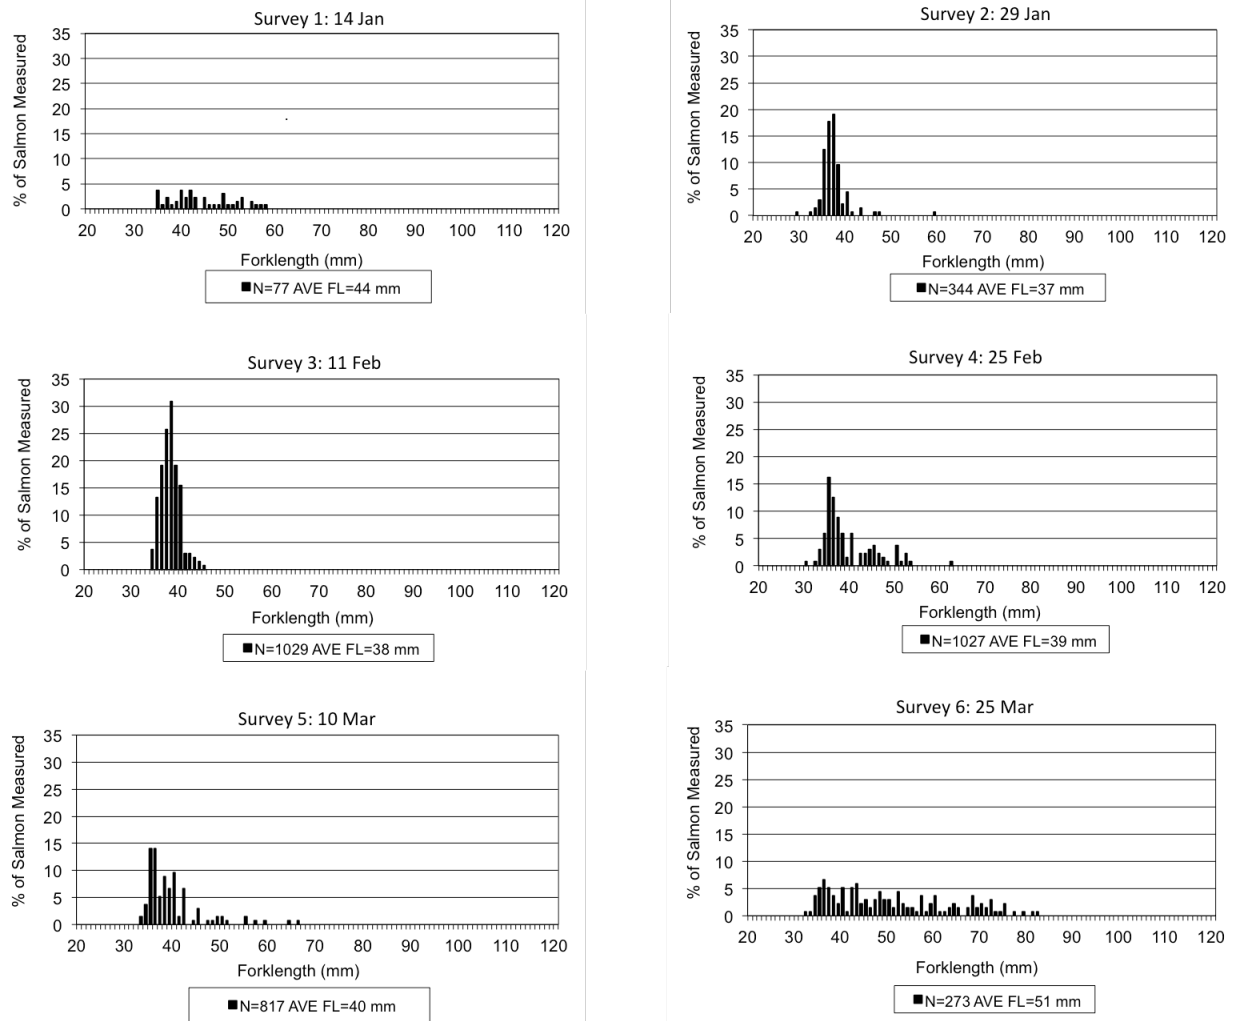 Survey 1: 14 Jan
% of Salmon Measured
35
30
25
20
15
10
5
0
20 30 40 50 60 70 80 90 100 110 120
Forklength (mm)
N=77 AVE FL=44 mm
Survey 2: 29 Jan
% of Salmon Measured
35
30
25
20
15
10
5
0
20 30 40 50 60 70 80 90 100 110 120
Forklength (mm)
N=344 AVE FL=37 mm
Survey 3: 11 Feb
% of Salmon Measured
35
30
25
20
15
10
5
0
20 30 40 50 60 70 80 90 100 110 120
Forklength (mm)
N=1029 AVE FL=38 mm
Survey 4: 25 Feb
% of Salmon Measured
35
30
25
20
15
10
5
0
20 30 40 50 60 70 80 90 100 110 120
Forklength (mm)
N=1027 AVE FL=39 mm
Survey 5: 10 Mar
% of Salmon Measured
35
30
25
20
15
10
5
0
20 30 40 50 60 70 80 90 100 110 120
Forklength (mm)
N=817 AVE FL=40 mm
Survey 6: 25 Mar
% of Salmon Measured
35
30
25
20
15
10
5
0
20 30 40 50 60 70 80 90 100 110 120
Forklength (mm)
N=273 AVE FL=51 mm